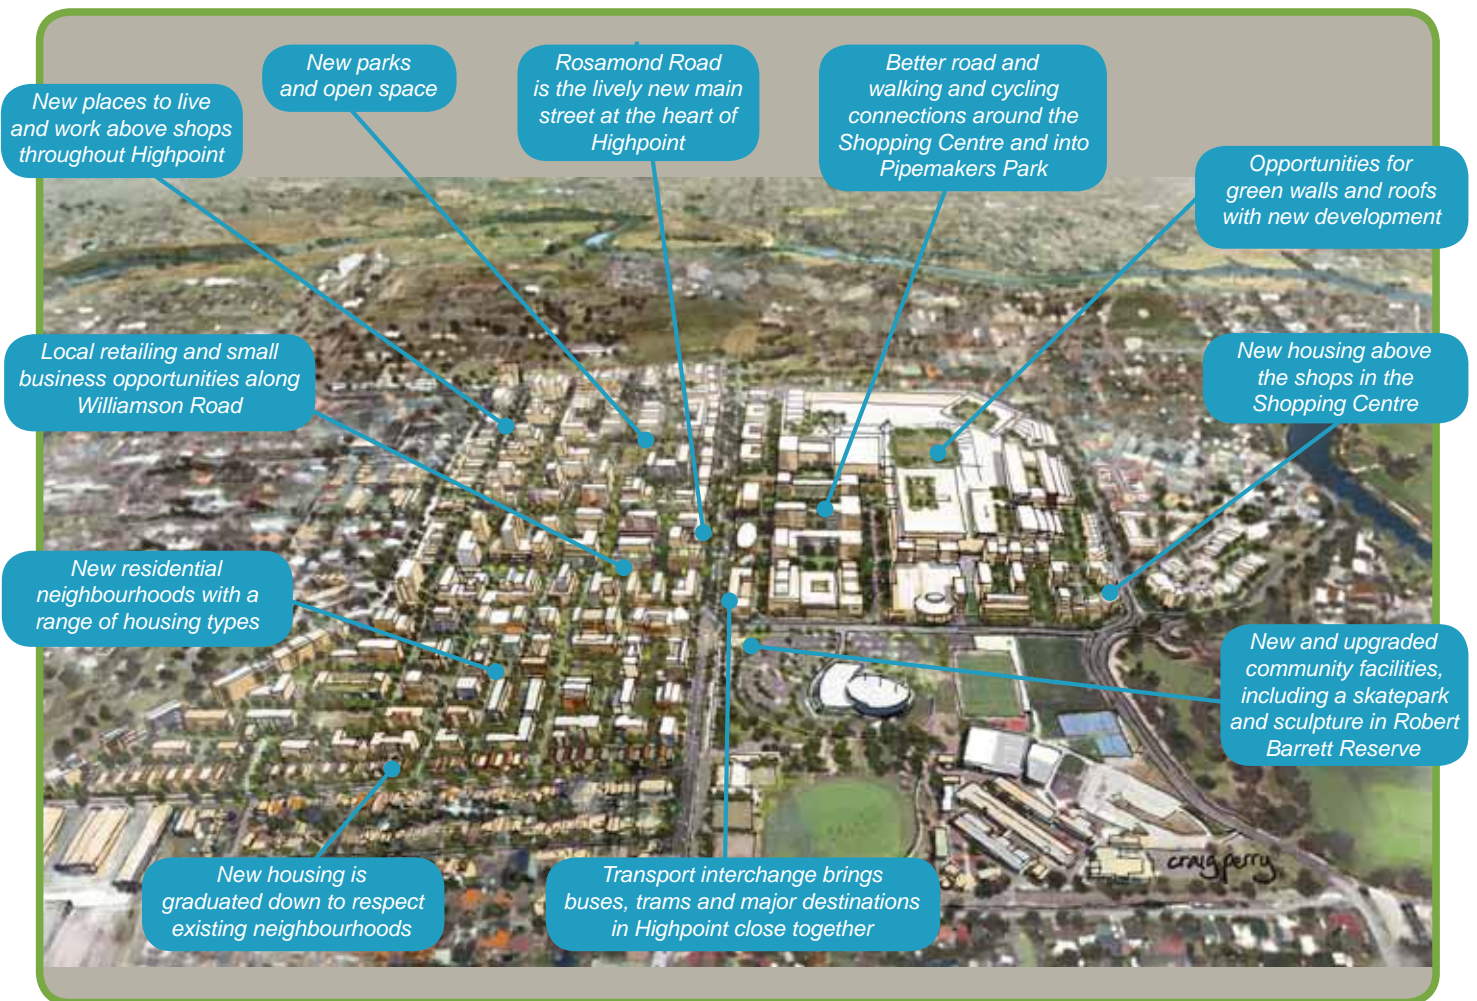 New parks
and open space
Rosamond Road
is the lively new main
street at the heart of
Highpoint
Better road and
walking and cycling
connections around the
Shopping Centre and into
Pipemakers Park
New places to live
and work above shops
throughout Highpoint
Opportunities for
green walls and roofs
with new development
Local retailing and small
business opportunities along
Williamson Road
New housing above
the shops in the
Shopping Centre
New residential
neighbourhoods with a
range of housing types
New and upgraded
community facilities,
including a skatepark
and sculpture in Robert
Barrett Reserve
New housing is
graduated down to respect
existing neighbourhoods
Transport interchange brings
buses, trams and major destinations
in Highpoint close together
craig perry